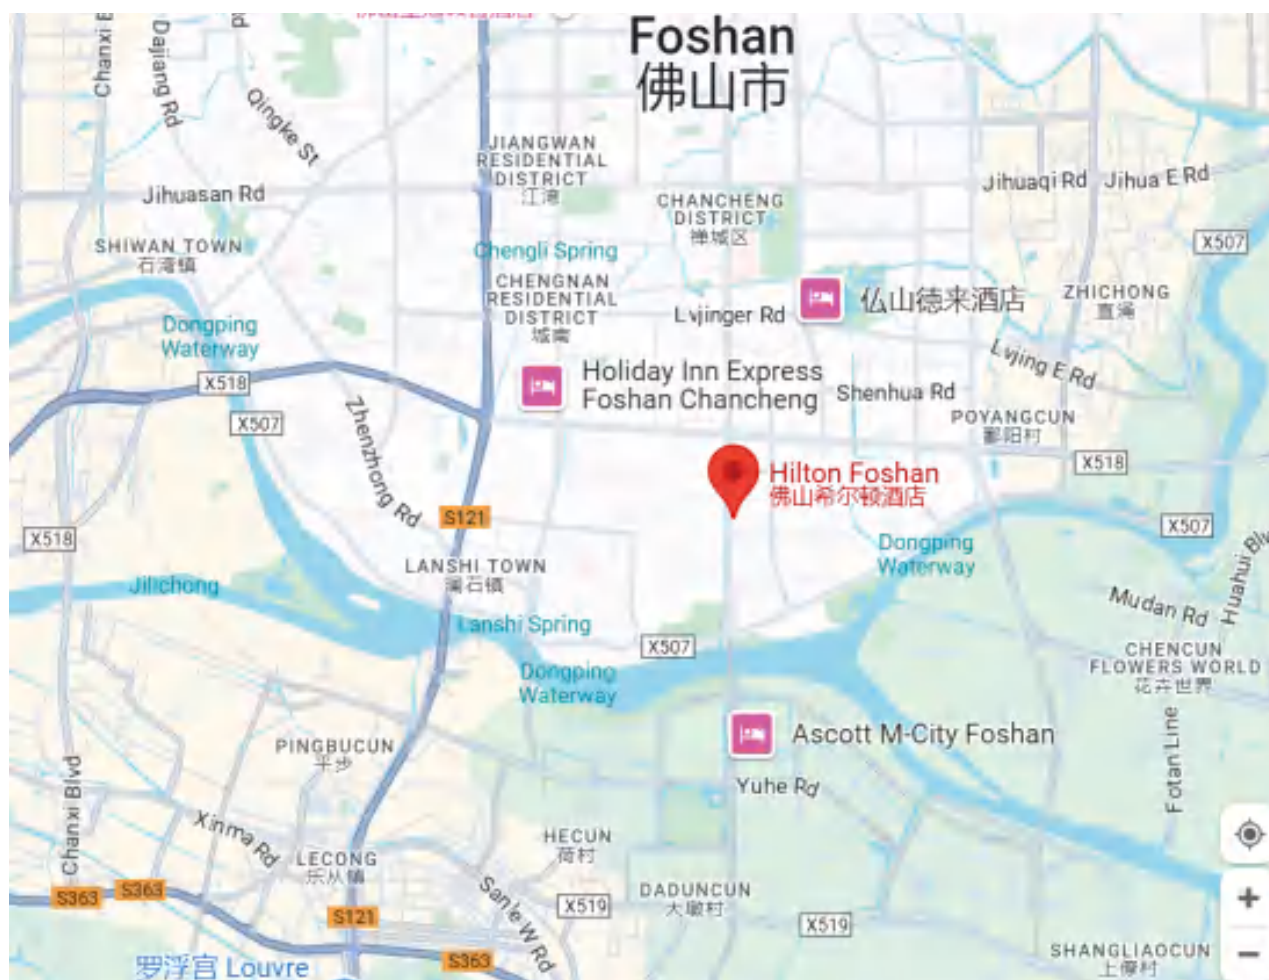 Foshan
佛山市
Dajiang Rd
Qingke St
JIANGWAN
RESIDENTIAL
DISTRICT
江湾
Jihuasan Rd
CHANCHENG
DISTRICT
禅城区
Jihuaqi Rd
Jihua E Rd
X507
SHIWAN TOWN
石湾镇
Chengli Spring
CHENGNAN
RESIDENTIAL
DISTRICT
城南
ZHICHONG
直涌
仏山徳来酒店
Lvjinger Rd
Dongping
Waterway
Lvjing E Rd
X518
Holiday Inn Express
Foshan Chancheng
Shenhua Rd
X507
Zhenzhong Rd
POYANGCUN
鄱阳村
X518
Hilton Foshan
佛山希尔顿酒店
S121
X507
X518
Dongping
Waterway
LANSHI TOWN
澜石镇
Jilichong
Mudan Rd
Lanshi Spring
X507
CHENCUN
FLOWERS WORLD
花卉世界
Dongping
Waterway
Ascott M-City Foshan
PINGBUCUN
平步
Yuhe Rd
Fotan Line
Chanxi Blvd
Xinma Rd
HECUN
荷村
LECONG
乐从镇
San'e W Rd
DADUNCUN
大墩村
S363
S363
X519
S121
X519
S363
SHANGLIAOCUN
上僚村
罗浮宫 Louvre